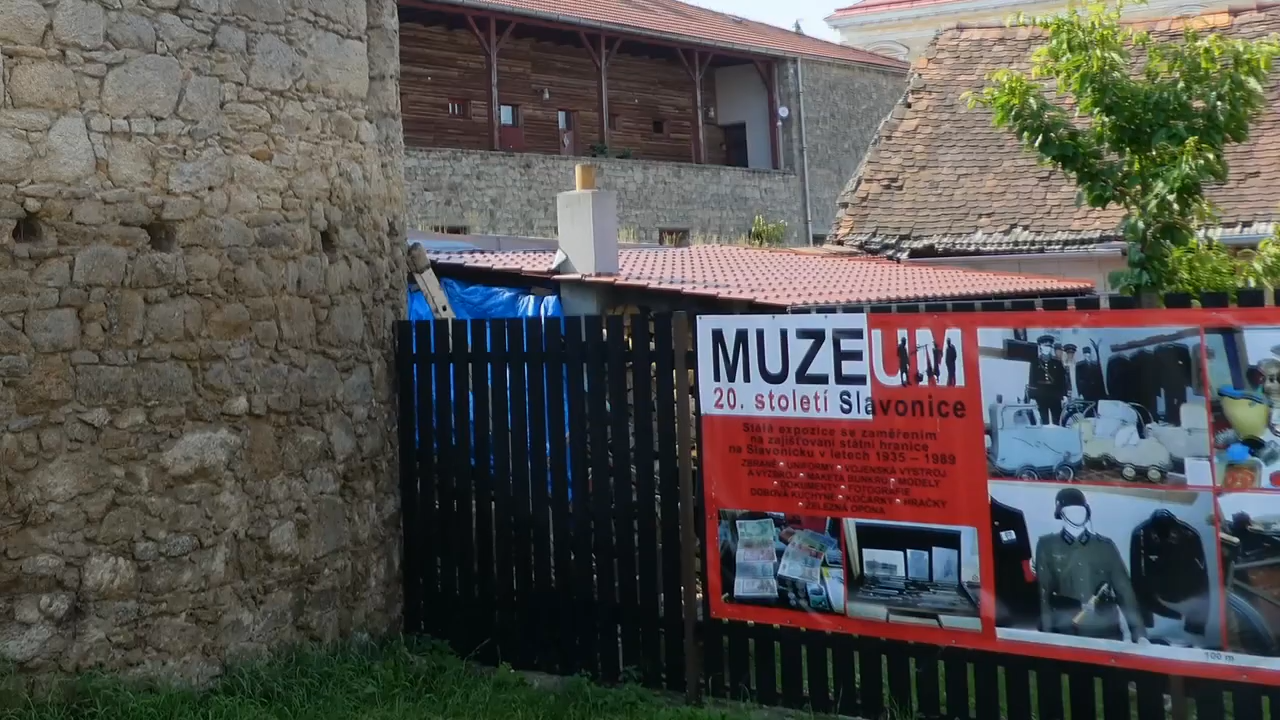 MUZEUM
20. století Slavonice
Stálá expozice se zaměřením
na zajišťování státní hranice
na Slavonicku v letech 1935 – 1989
ZBRANĚ • UNIFORMY • VOJENSKÁ VÝSTROJ
A VÝZBROJ • MAKETA BUNKRU • MODELY
• DOKUMENTY • FOTOGRAFIE
DOBOVÁ KUCHYNĚ • KOČÁRKY • HRAČKY
• ŽELEZNÁ OPONA
100 m